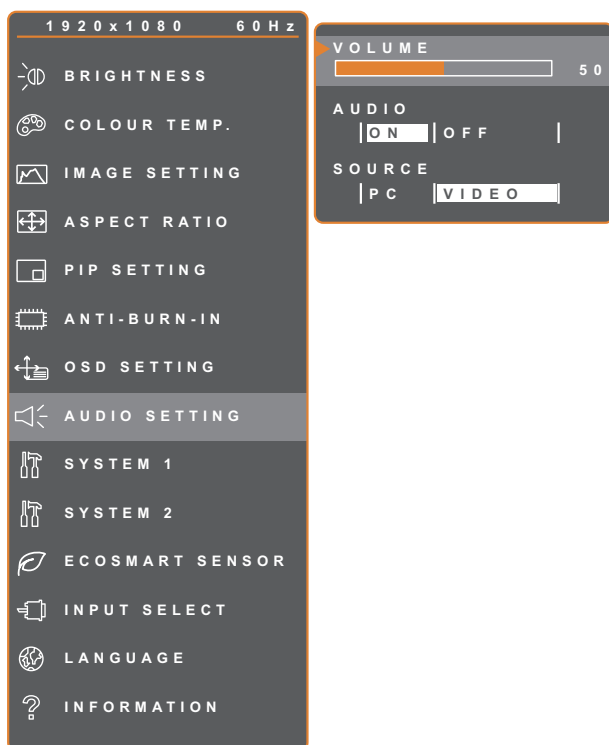 1920x1080 60Hz
BRIGHTNESS
COLOUR TEMP.
IMAGE SETTING
ASPECT RATIO
PIP SETTING
ANTI-BURN-IN
OSD SETTING
AUDIO SETTING
SYSTEM 1
SYSTEM 2
ECOSMART SENSOR
INPUT SELECT
LANGUAGE
INFORMATION
VOLUME
50
AUDIO
ON OFF
SOURCE
PC VIDEO